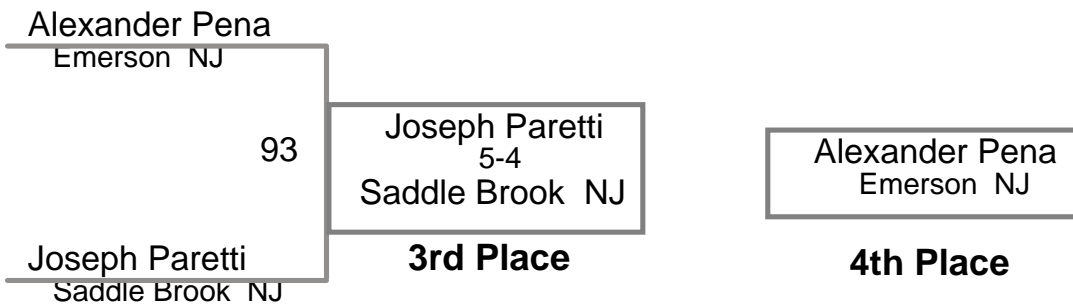 Alexander Pena
Emerson NJ
93
Joseph Paretti
5-4
Saddle Brook NJ
3rd Place
Alexander Pena
Emerson NJ
4th Place
Joseph Paretti
Saddle Brook NJ